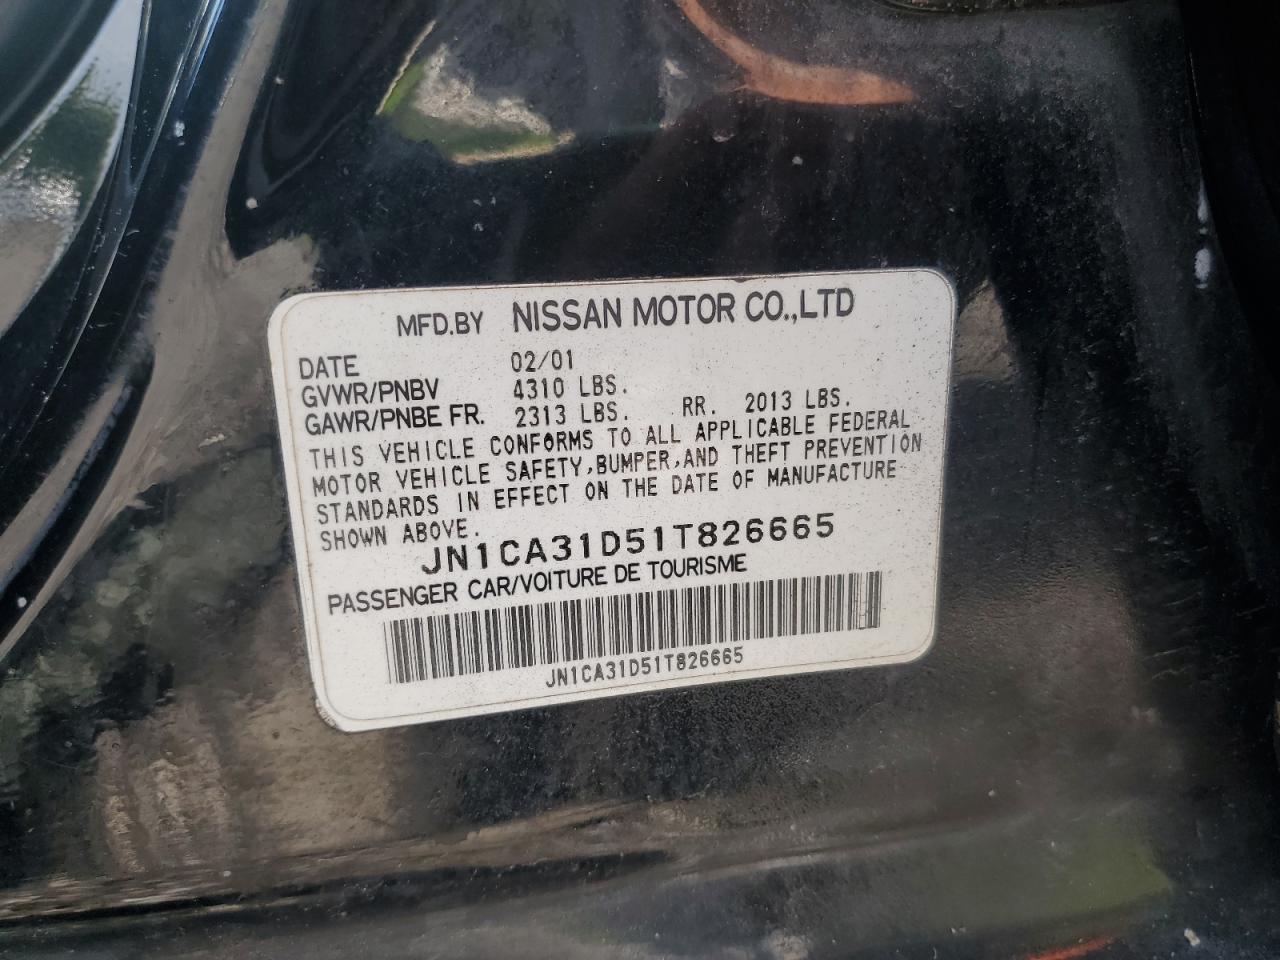 MFD.BY NISSAN MOTOR CO.,LTD
DATE 02/01
GVWR/PNBV 4310 LBS.
GAWR/PNBE FR. 2313 LBS. RR. 2013 LBS.
THIS VEHICLE CONFORMS TO ALL APPLICABLE FEDERAL
MOTOR VEHICLE SAFETY,BUMPER,AND THEFT PREVENTION
STANDARDS IN EFFECT ON THE DATE OF MANUFACTURE
SHOWN ABOVE.
JN1CA31D51T826665
PASSENGER CAR/VOITURE DE TOURISME
JN1CA31D51T826665